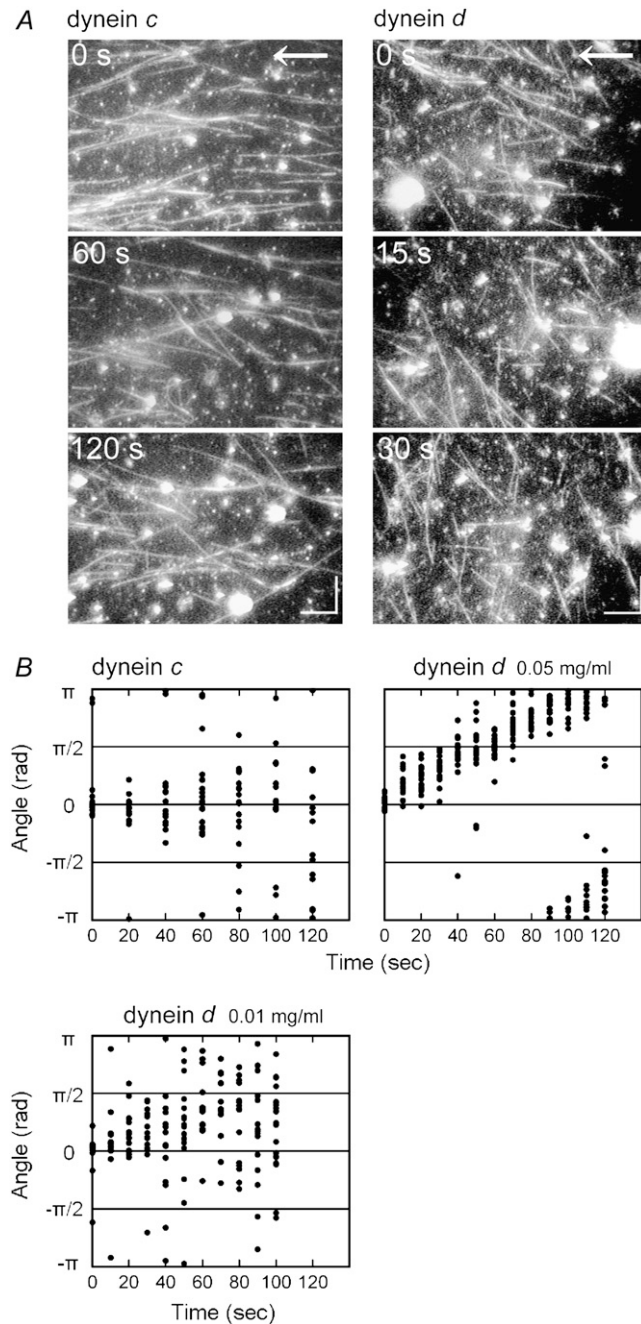 A dynein c dynein d
0 s 0 s
60 s 15 s
120 s 30 s
B dynein c dynein d 0.05 mg/ml
π
π/2
0
-π/2
-π
Angle (rad)
0 20 40 60 80 100 120 0 20 40 60 80 100 120
Time (sec) Time (sec)
dynein d 0.01 mg/ml
π
π/2
0
-π/2
-π
Angle (rad)
0 20 40 60 80 100 120
Time (sec)